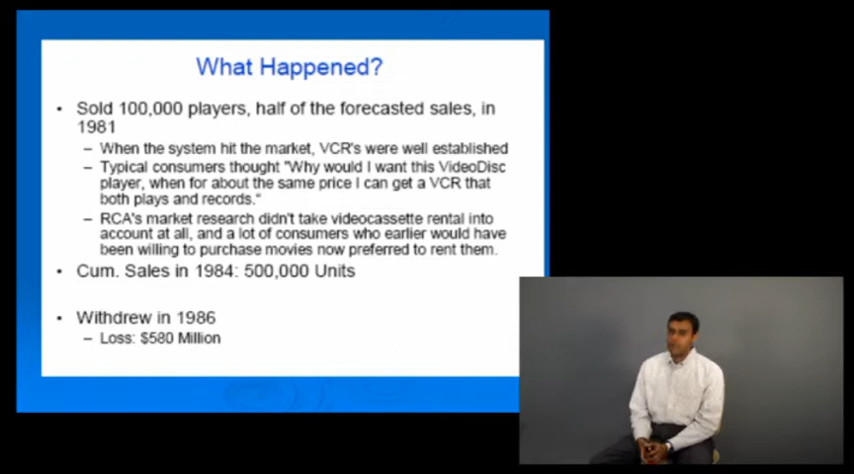 What Happened?
• Sold 100,000 players, half of the forecasted sales, in
1981
– When the system hit the market, VCR's were well established
– Typical consumers thought "Why would I want this VideoDisc
player, when for about the same price I can get a VCR that
both plays and records."
– RCA's market research didn't take videocassette rental into
account at all, and a lot of consumers who earlier would have
been willing to purchase movies now preferred to rent them.
• Cum. Sales in 1984: 500,000 Units
• Withdrew in 1986
– Loss: $580 Million